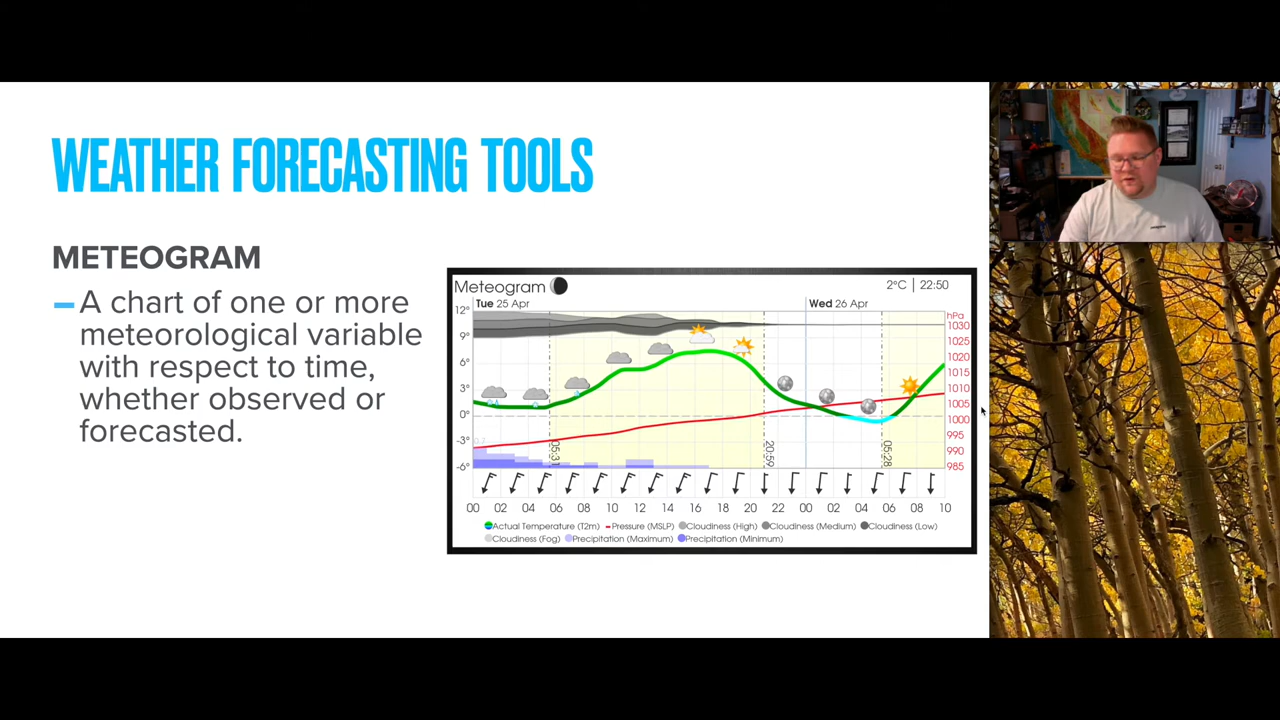 WEATHER FORECASTING TOOLS
METEOGRAM
A chart of one or more
meteorological variable
with respect to time,
whether observed or
forecasted.
Meteogram
2°C | 22:50
Tue 25 Apr
Wed 26 Apr
12°
9°
6°
3°
0°
-3°
-6°
hPa
1030
1025
1020
1015
1010
1005
1000
995
990
985
05:31
20:59
05:28
00 02 04 06 08 10 12 14 16 18 20 22 00 02 04 06 08 10
Actual Temperature (T2m) Pressure (MSLP) Cloudiness (High) Cloudiness (Medium) Cloudiness (Low)
Cloudiness (Fog) Precipitation (Maximum) Precipitation (Minimum)